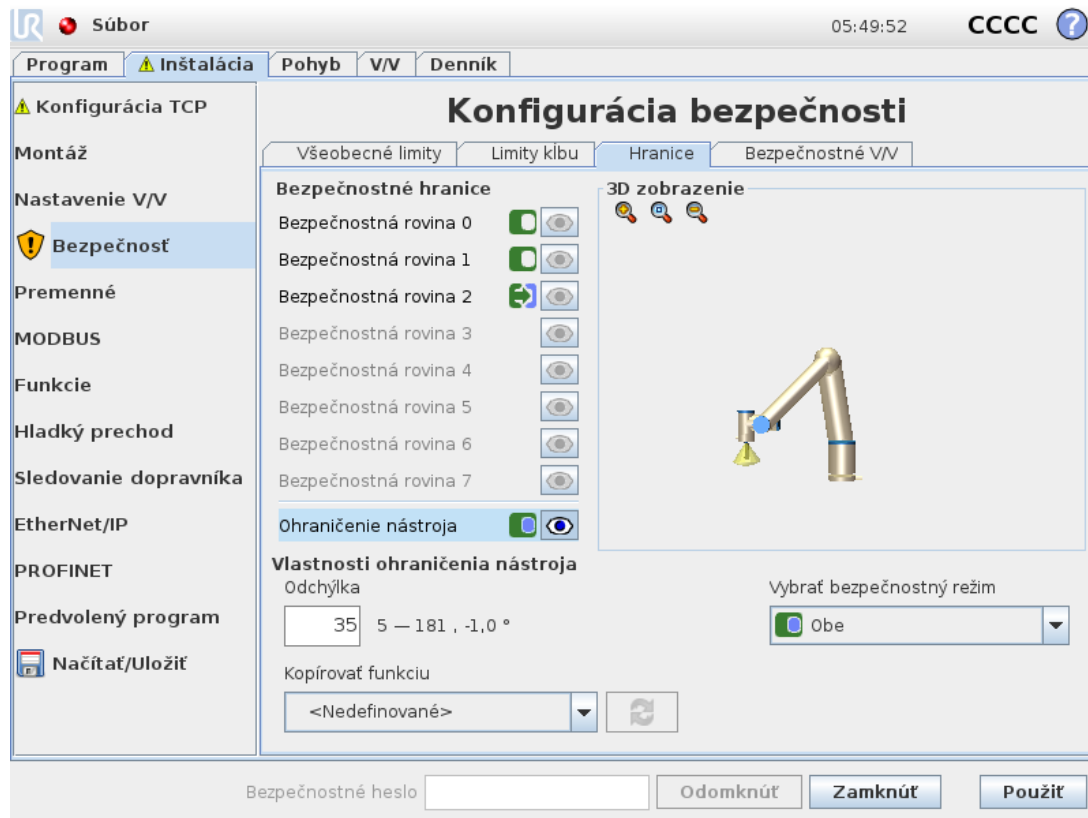 Súbor
05:49:52
CCCC
?
Program
Inštalácia
Pohyb
V/V
Denník
Konfigurácia TCP
Montáž
Nastavenie V/V
Bezpečnosť
Premenné
MODBUS
Funkcie
Hladký prechod
Sledovanie dopravníka
EtherNet/IP
PROFINET
Predvolený program
Načítať/Uložiť
Konfigurácia bezpečnosti
Všeobecné limity
Limity kĺbu
Hranice
Bezpečnostné V/V
Bezpečnostné hranice
Bezpečnostná rovina 0
Bezpečnostná rovina 1
Bezpečnostná rovina 2
Bezpečnostná rovina 3
Bezpečnostná rovina 4
Bezpečnostná rovina 5
Bezpečnostná rovina 6
Bezpečnostná rovina 7
Ohraničenie nástroja
3D zobrazenie
Vlastnosti ohraničenia nástroja
Odchýlka
35 5 — 181 , -1,0 °
Vybrať bezpečnostný režim
Obe
Kopírovať funkciu
<Nedefinované>
Bezpečnostné heslo
Odomknúť
Zamknúť
Použiť